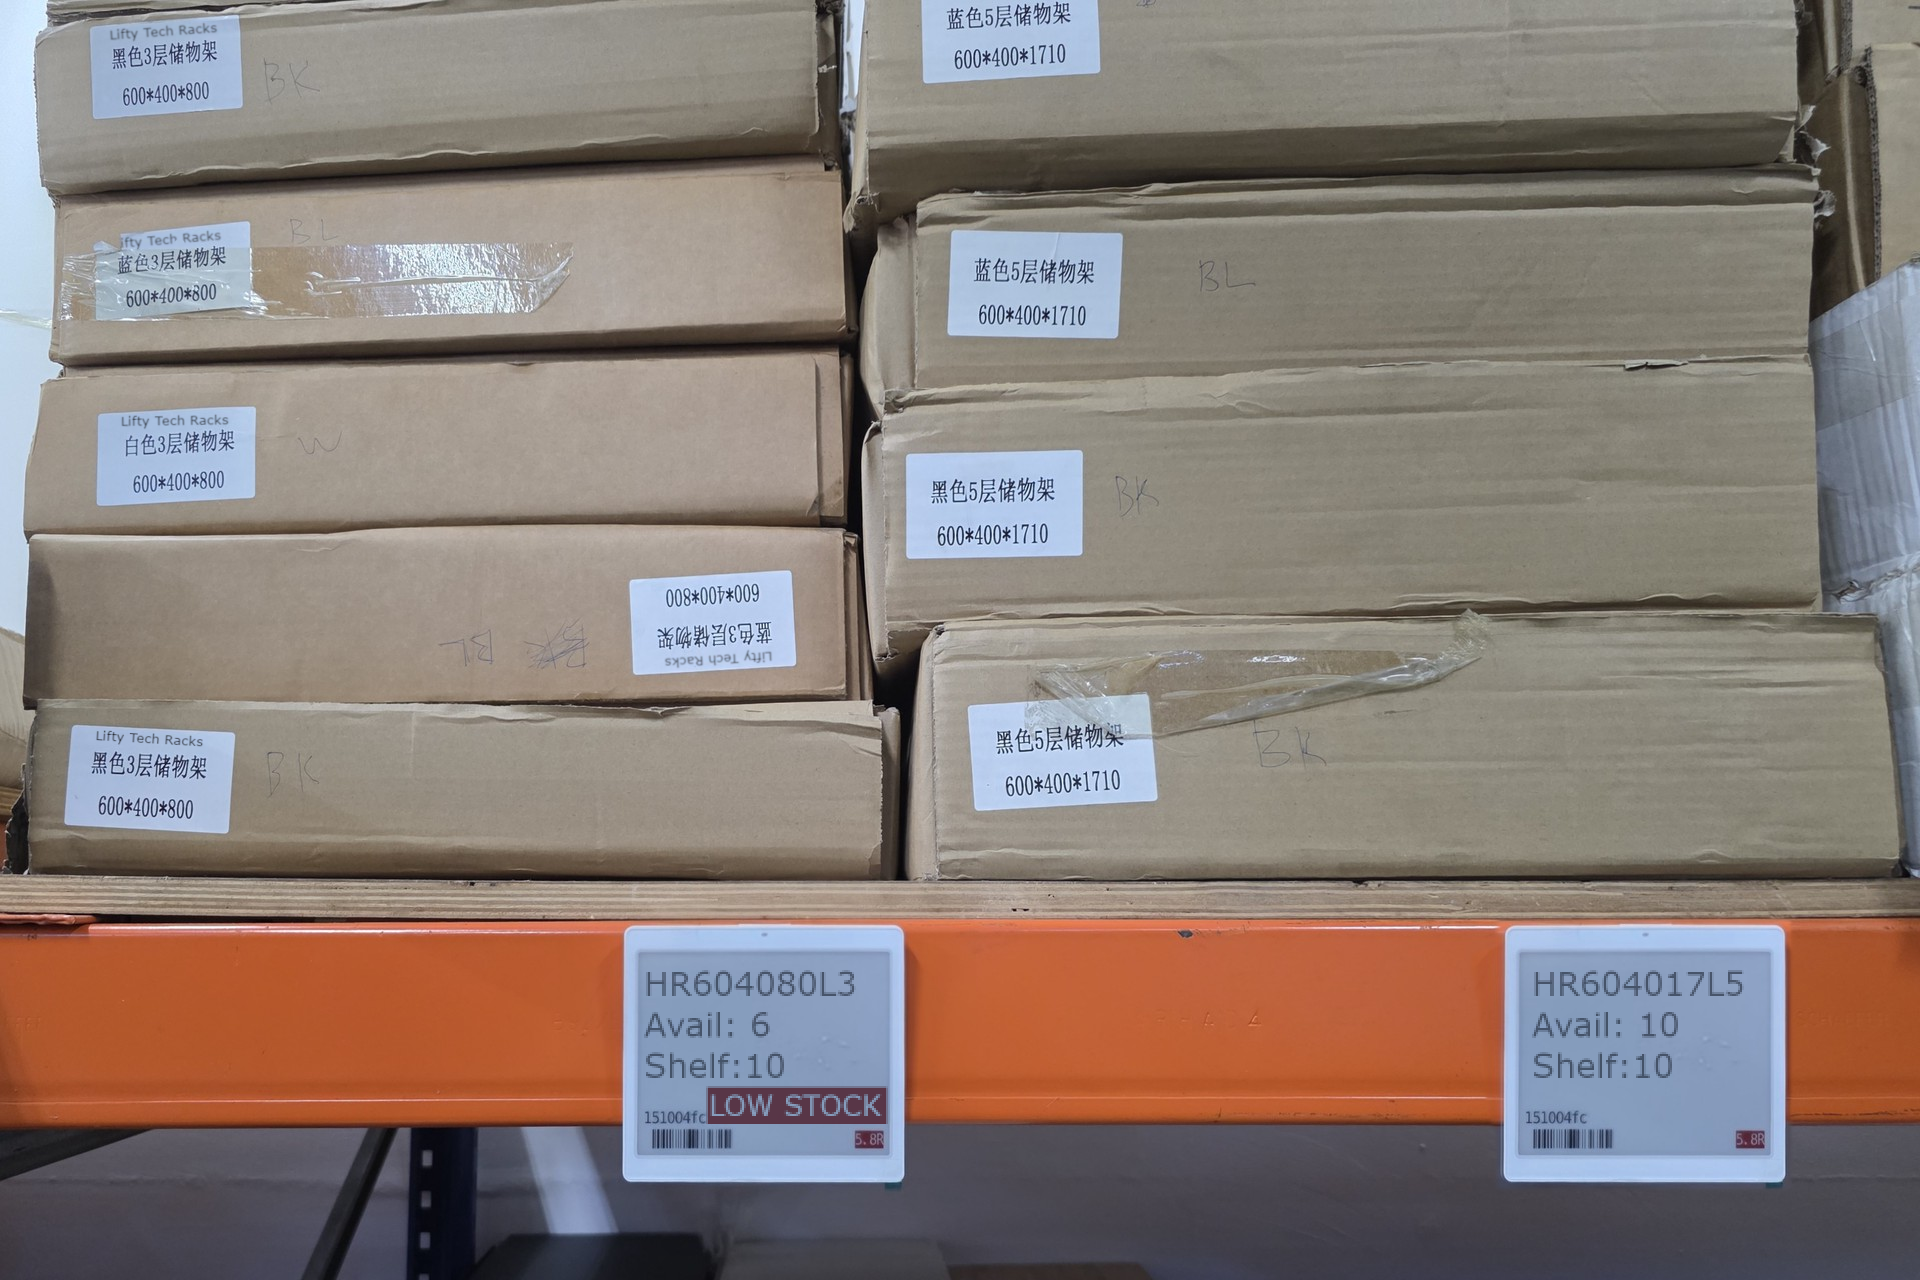 Lifty Tech Racks
黑色3层储物架
600*400*800
BK
ifty Tech Racks
蓝色3层储物架
600*400*800
BL
Lifty Tech Racks
白色3层储物架
600*400*800
W
Lifty Tech Racks
蓝色3层储物架
600*400*800
BL
Lifty Tech Racks
黑色3层储物架
600*400*800
BK
蓝色5层储物架
600*400*1710
蓝色5层储物架
600*400*1710
BL
黑色5层储物架
600*400*1710
BK
黑色5层储物架
600*400*1710
BK
HR604080L3
Avail: 6
Shelf:10
LOW STOCK
151004fc
5.8R
HR604017L5
Avail: 10
Shelf:10
151004fc
5.8R